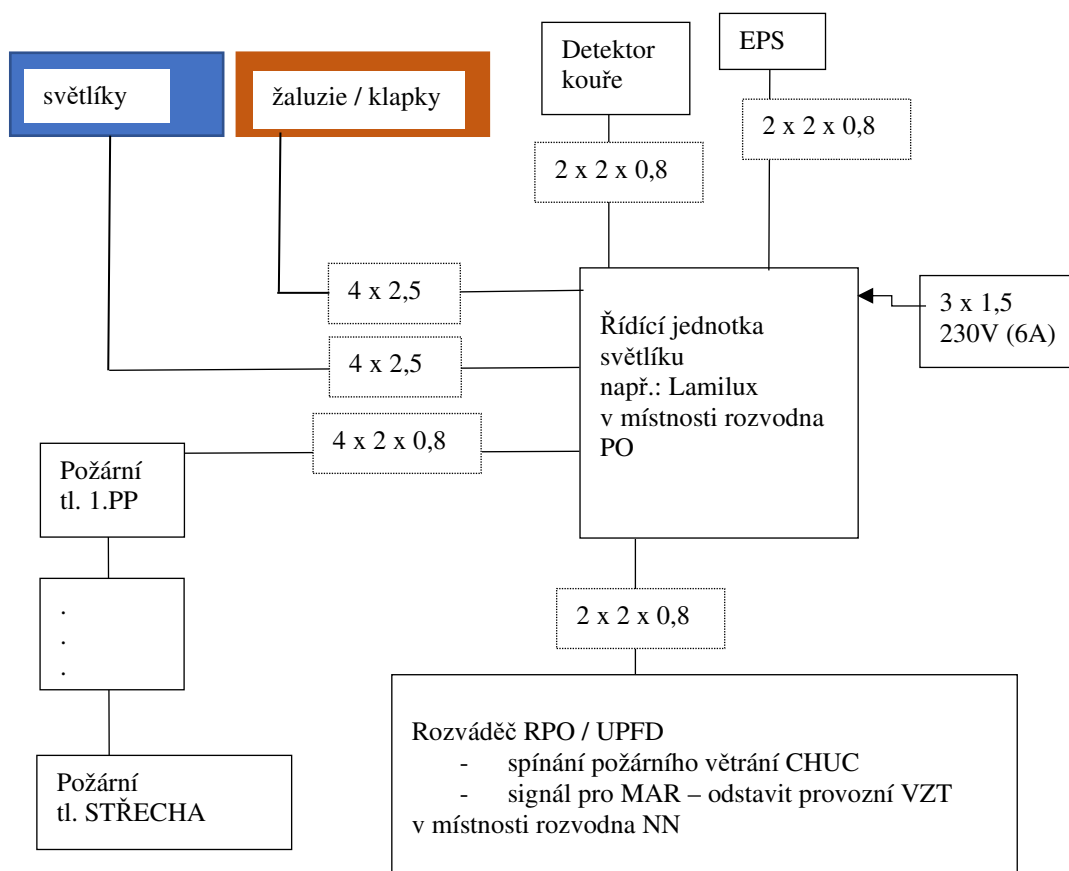 světlíky
žaluzie / klapky
Detektor
kouře
EPS
2 x 2 x 0,8
2 x 2 x 0,8
4 x 2,5
4 x 2,5
4 x 2 x 0,8
Řídící jednotka
světlíku
např.: Lamilux
v místnosti rozvodna
PO
3 x 1,5
230V (6A)
Požární
tl. 1.PP
.
.
.
Požární
tl. STŘECHA
2 x 2 x 0,8
Rozváděč RPO / UPFD
- spínání požárního větrání CHUC
- signál pro MAR – odstavit provozní VZT
v místnosti rozvodna NN